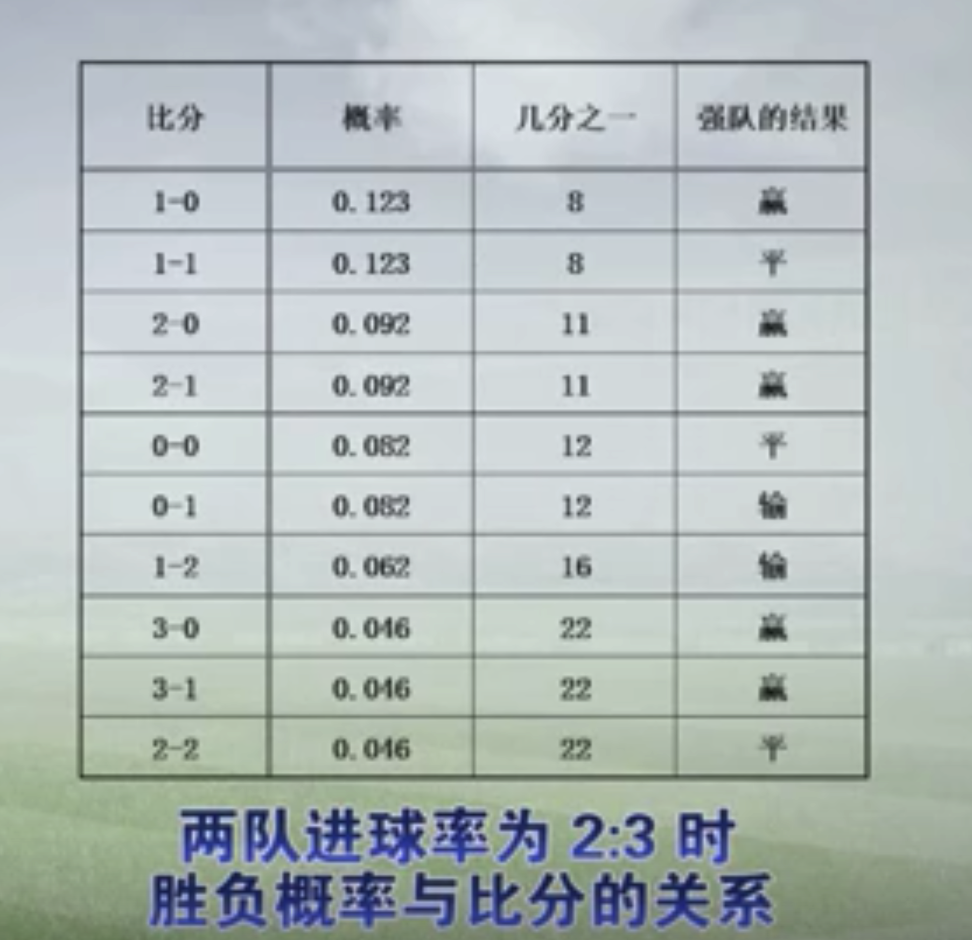 比分 概率 几分之一 强队的结果
1-0 0.123 8 赢
1-1 0.123 8 平
2-0 0.092 11 赢
2-1 0.092 11 赢
0-0 0.082 12 平
0-1 0.082 12 输
1-2 0.062 16 输
3-0 0.046 22 赢
3-1 0.046 22 赢
2-2 0.046 22 平
两队进球率为 2:3 时
胜负概率与比分的关系